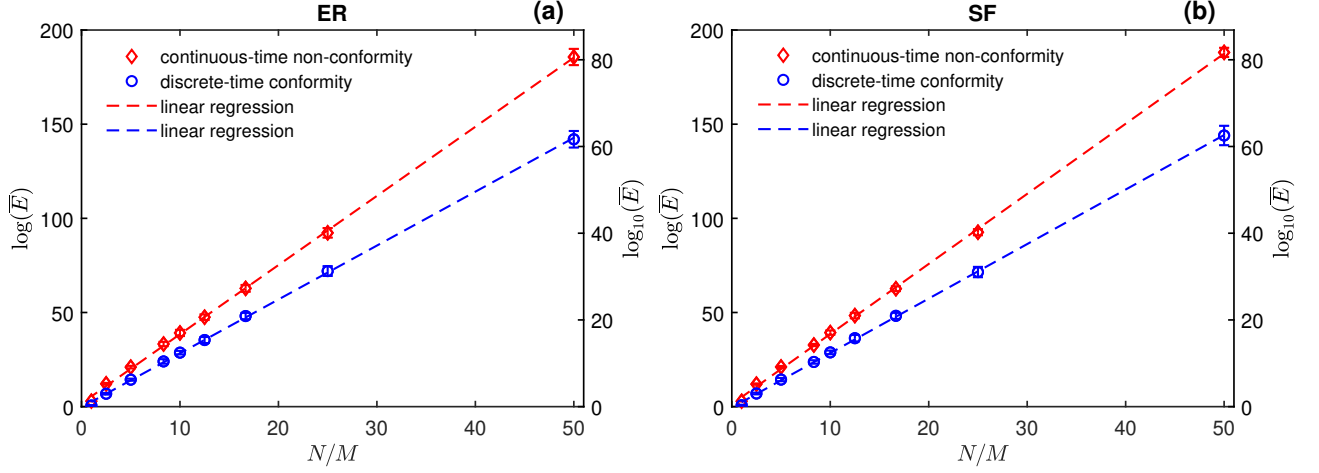 ER
(a)
continuous-time non-conformity
discrete-time conformity
linear regression
linear regression
200
150
100
50
0
log(E̅)
80
60
40
20
0
log₁₀(E̅)
0 10 20 30 40 50
N/M
SF
(b)
continuous-time non-conformity
discrete-time conformity
linear regression
linear regression
200
150
100
50
0
log(E̅)
80
60
40
20
0
log₁₀(E̅)
0 10 20 30 40 50
N/M